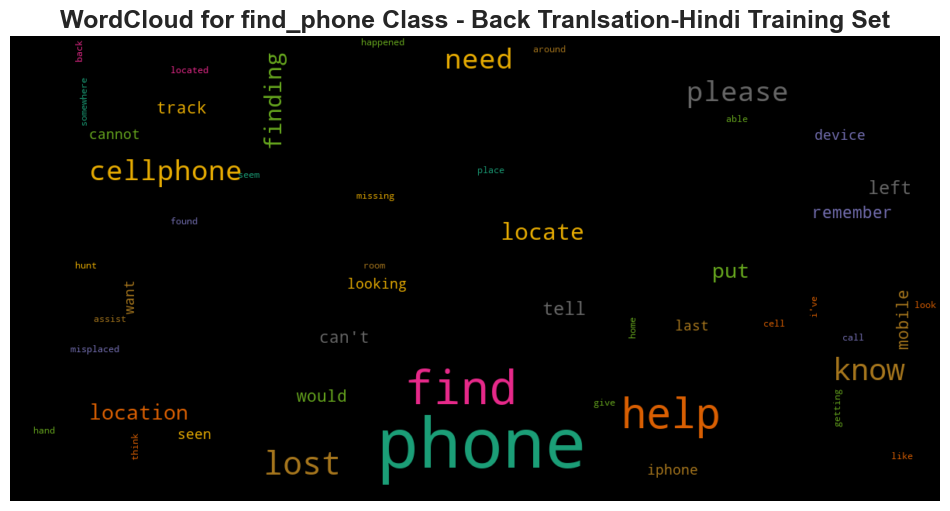 WordCloud for find_phone Class - Back Tranlsation-Hindi Training Set
happened
back
around
need
located
finding
somewhere
track
please
able
cannot
device
cellphone
seem
place
left
missing
remember
found
locate
hunt
room
put
looking
want
tell
i've
look
assist
mobile
home
last
cell
can't
call
misplaced
know
find
would
give
getting
location
help
hand
seen
think
phone
lost
iphone
like